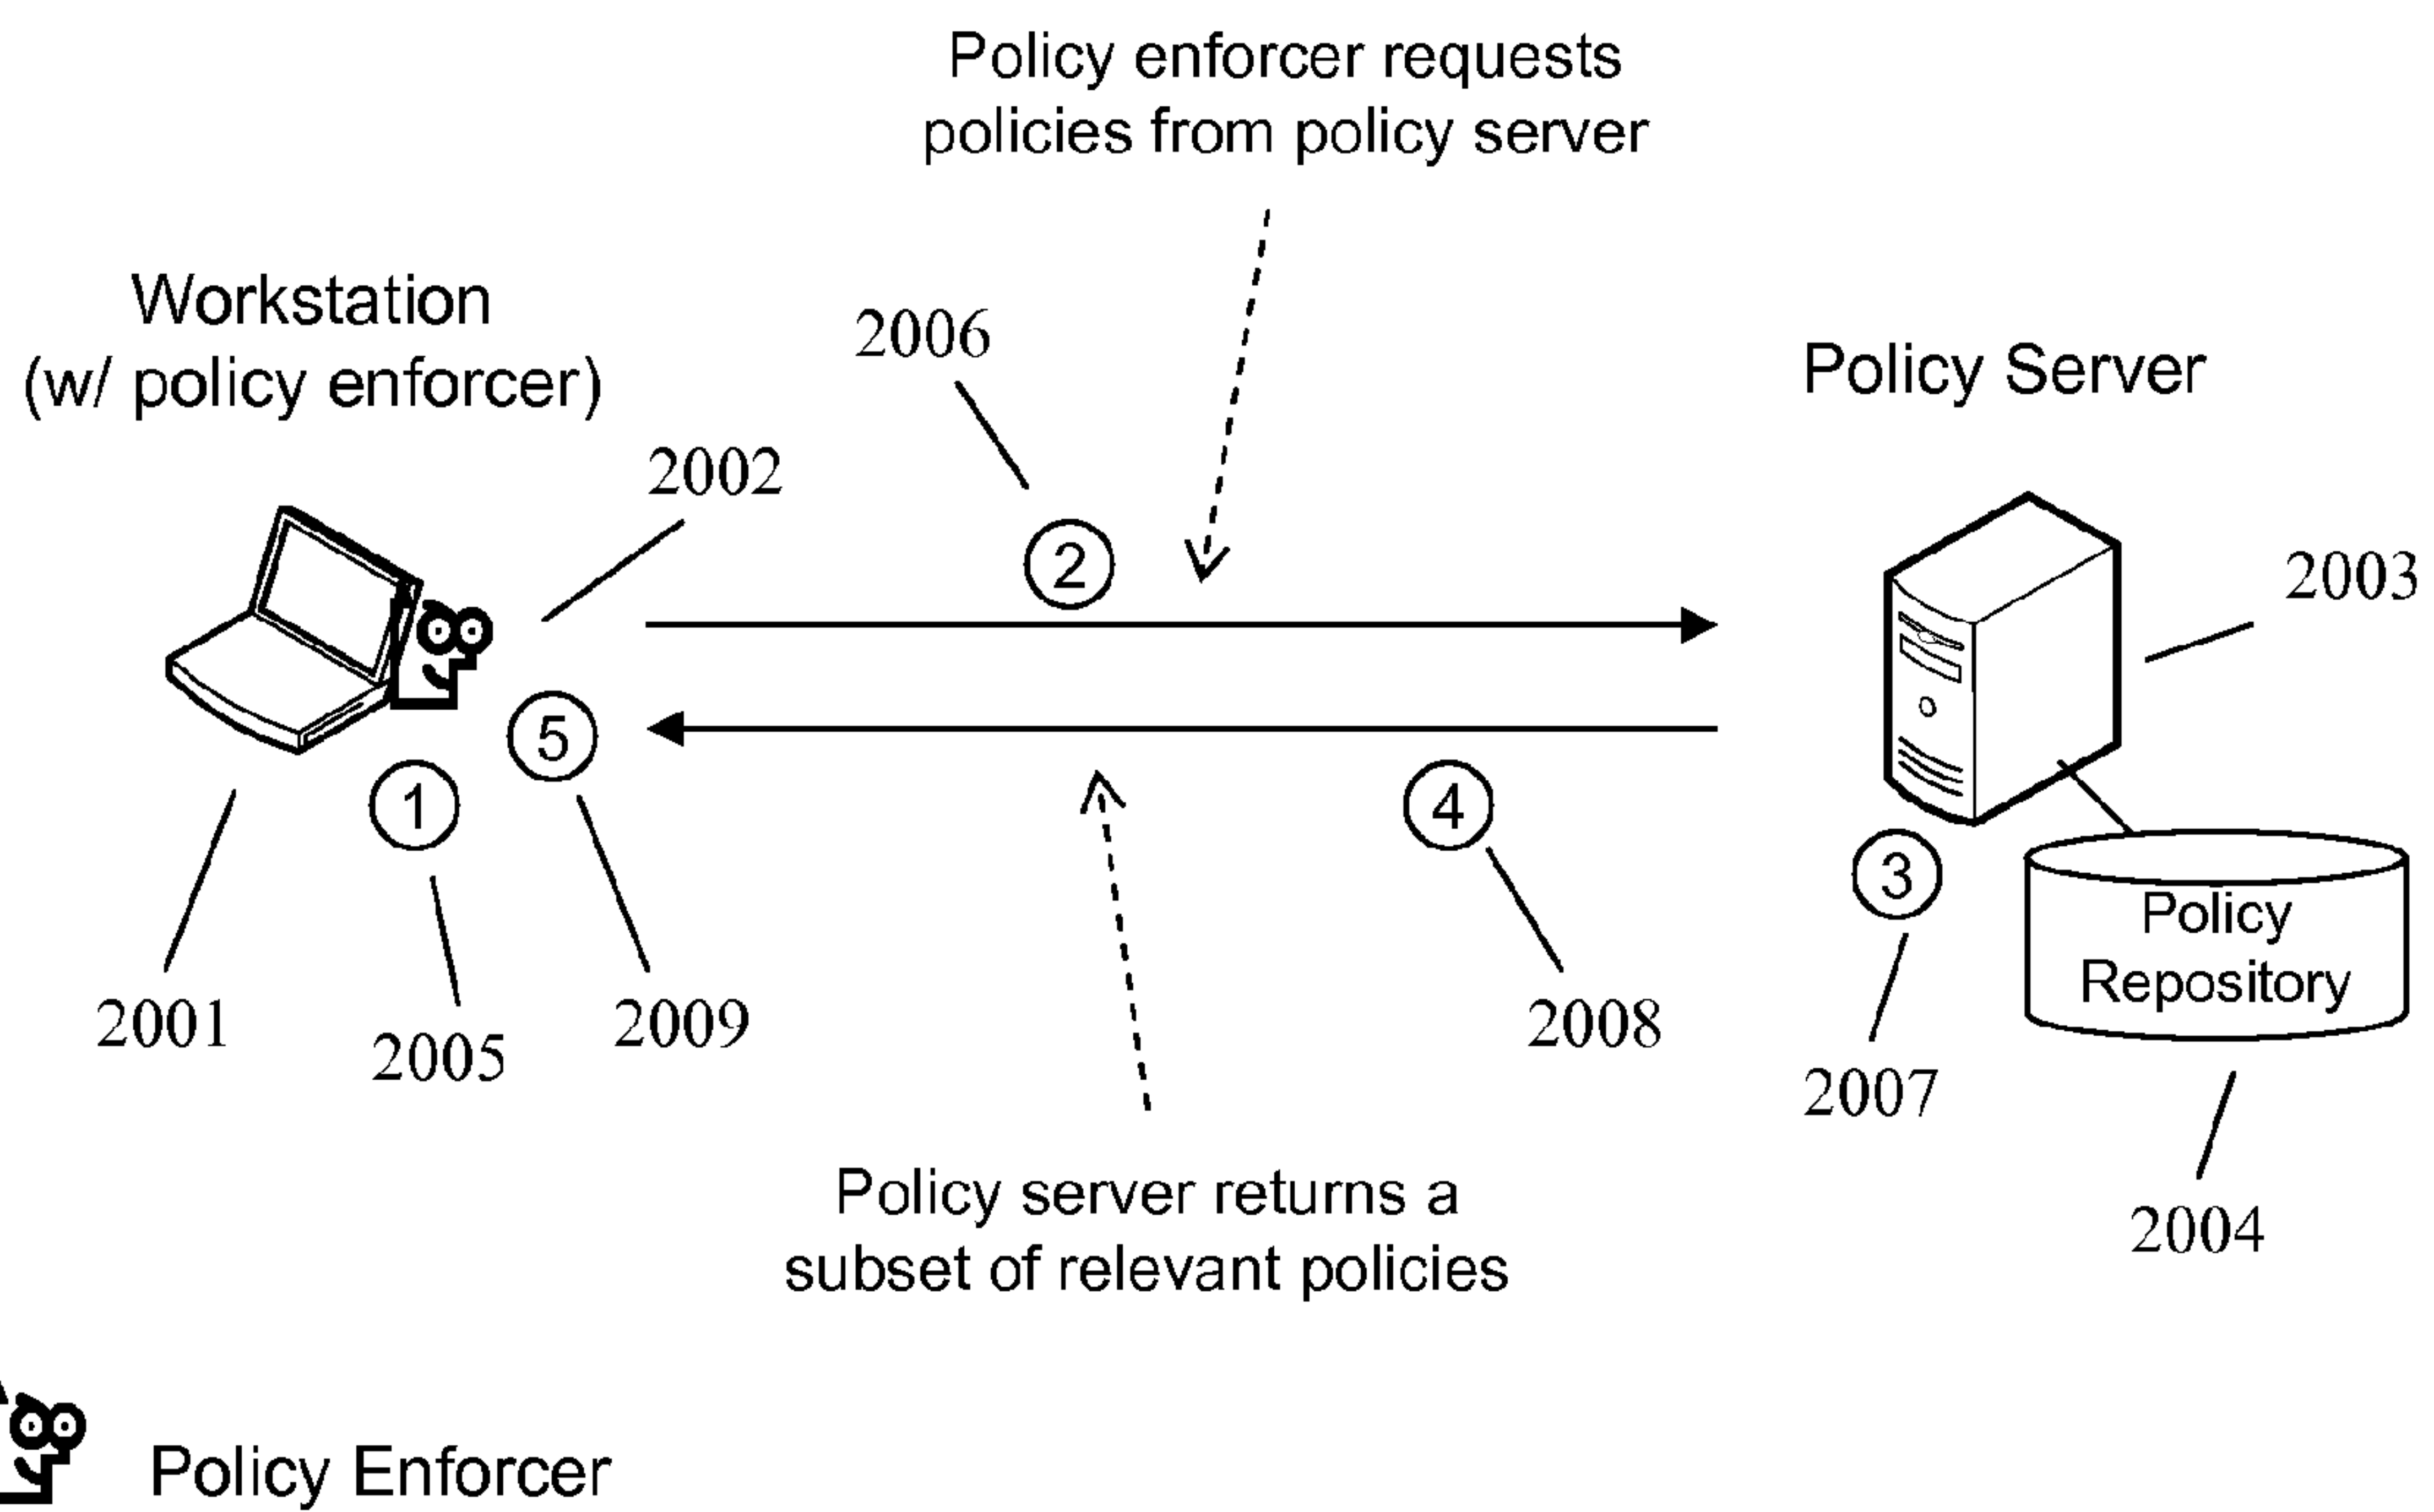 Policy enforcer requests
policies from policy server
Workstation
(w/ policy enforcer)
2006
Policy Server
2002
2
2003
5
1
4
3
Policy
Repository
2001
2005
2009
2008
2007
2004
Policy server returns a
subset of relevant policies
Policy Enforcer